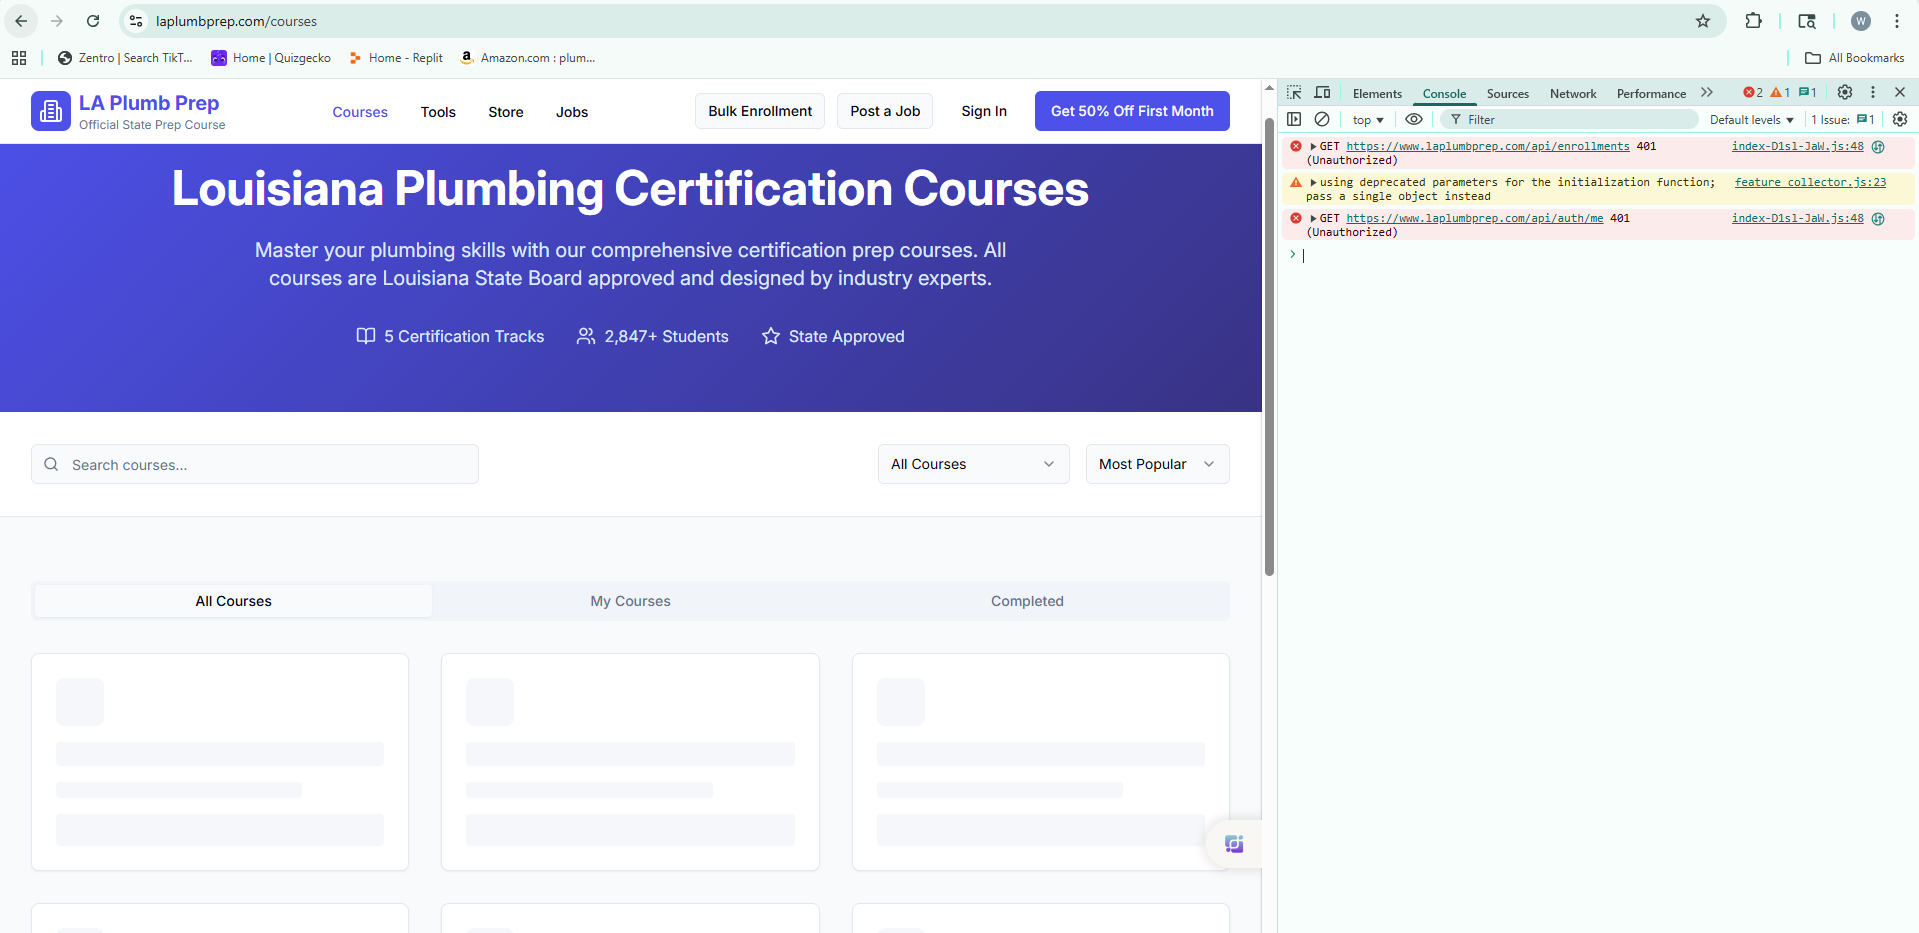 laplumbprep.com/courses
W
Zentro | Search TikT...
Home | Quizgecko
Home - Replit
Amazon.com : plum...
All Bookmarks
LA Plumb Prep
Official State Prep Course
Courses
Tools
Store
Jobs
Bulk Enrollment
Post a Job
Sign In
Get 50% Off First Month
Louisiana Plumbing Certification Courses
Master your plumbing skills with our comprehensive certification prep courses. All
courses are Louisiana State Board approved and designed by industry experts.
5 Certification Tracks
2,847+ Students
State Approved
Search courses...
All Courses
Most Popular
All Courses
My Courses
Completed
Elements
Console
Sources
Network
Performance
2
1
1
top
Filter
Default levels
1 Issue: 1
GET https://www.laplumbprep.com/api/enrollments 401 index-D1sl-JaW.js:48
(Unauthorized)
using deprecated parameters for the initialization function; feature_collector.js:23
pass a single object instead
GET https://www.laplumbprep.com/api/auth/me 401 index-D1sl-JaW.js:48
(Unauthorized)